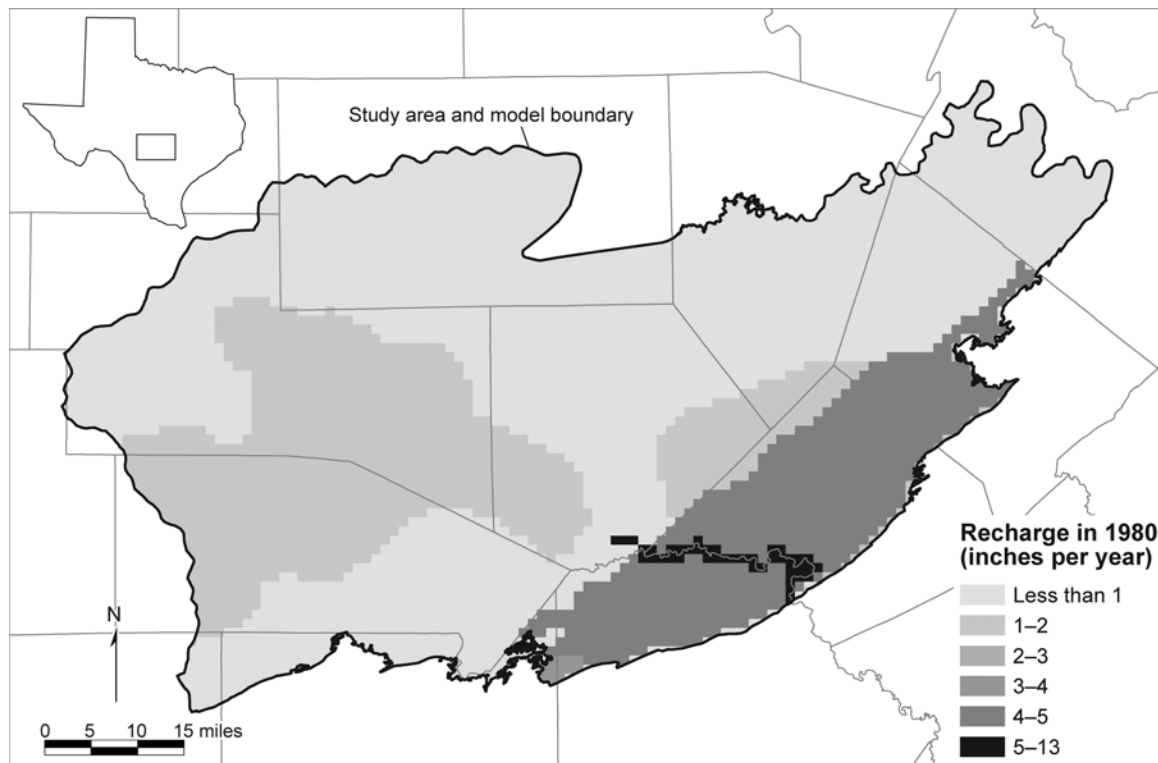 Study area and model boundary
Recharge in 1980
(inches per year)
Less than 1
1–2
2–3
3–4
4–5
5–13
N
0 5 10 15 miles